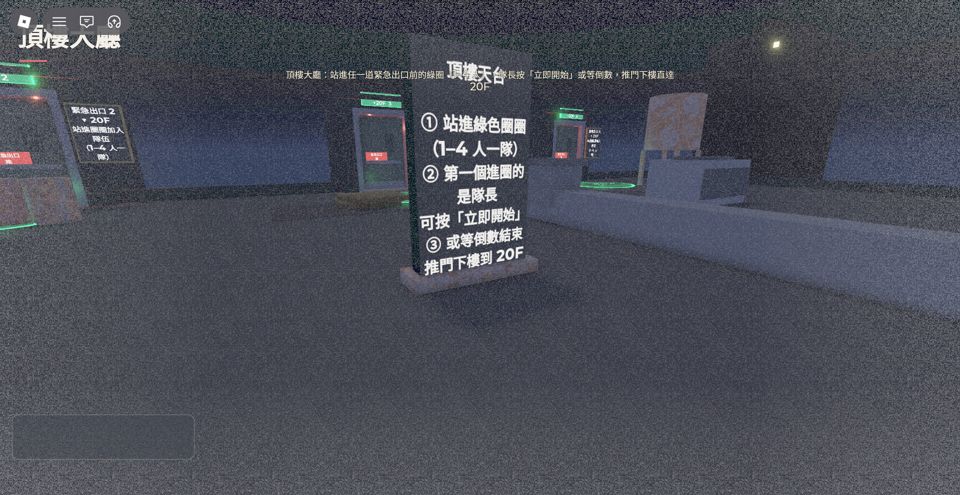 頂樓大廳
頂樓大廳：站進任一道緊急出口前的綠圈
隊長按「立即開始」或等倒數，推門下樓直達
20F
頂樓天台
① 站進綠色圈圈
（1–4 人一隊）
② 第一個進圈的
是隊長
可按「立即開始」
③ 或等倒數結束
推門下樓到 20F
2
緊急出口 2
→ 20F
站進圈圈加入
隊伍
（1–4 人一
隊）